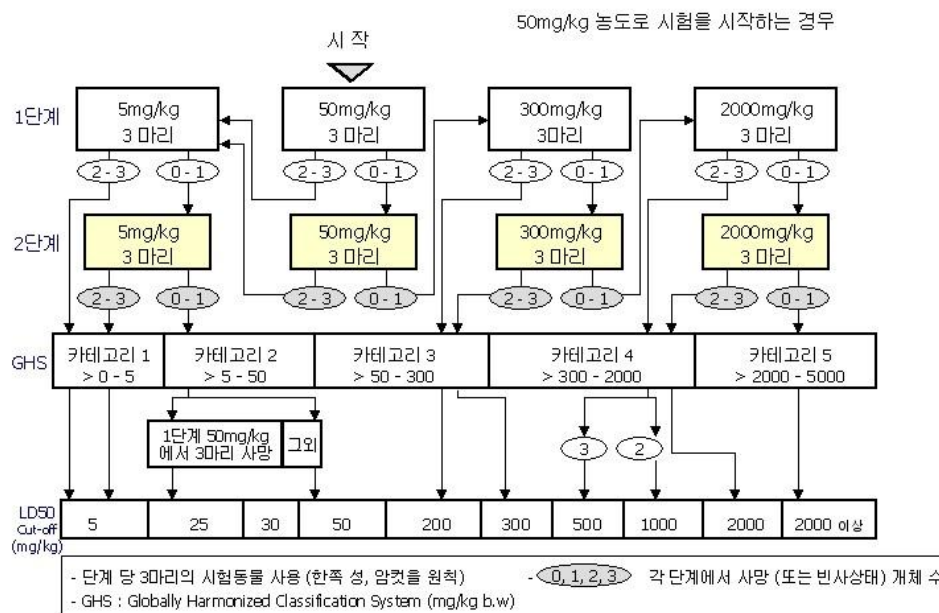 50mg/kg 농도로 시험을 시작하는 경우
시 작
1단계
5mg/kg
3 마리
50mg/kg
3 마리
300mg/kg
3마리
2000mg/kg
3 마리
2 - 3
0 - 1
2 - 3
0 - 1
2 - 3
0 - 1
2 - 3
0 - 1
2단계
5mg/kg
3 마리
50mg/kg
3 마리
300mg/kg
3 마리
2000mg/kg
3 마리
2 - 3
0 - 1
2 - 3
0 - 1
2 - 3
0 - 1
2 - 3
0 - 1
GHS
카테고리 1
> 0 - 5
카테고리 2
> 5 - 50
카테고리 3
> 50 - 300
카테고리 4
> 300 - 2000
카테고리 5
> 2000 - 5000
1단계 50mg/kg
에서 3마리 사망
그외
3
2
LD50
Cut-off
(mg/kg)
5
25
30
50
200
300
500
1000
2000
2000 이상
- 단계 당 3마리의 시험동물 사용 (한쪽 성, 암컷을 원칙)
- 0, 1, 2, 3 각 단계에서 사망 (또는 빈사상태) 개체 수
- GHS : Globally Harmonized Classification System (mg/kg b.w)